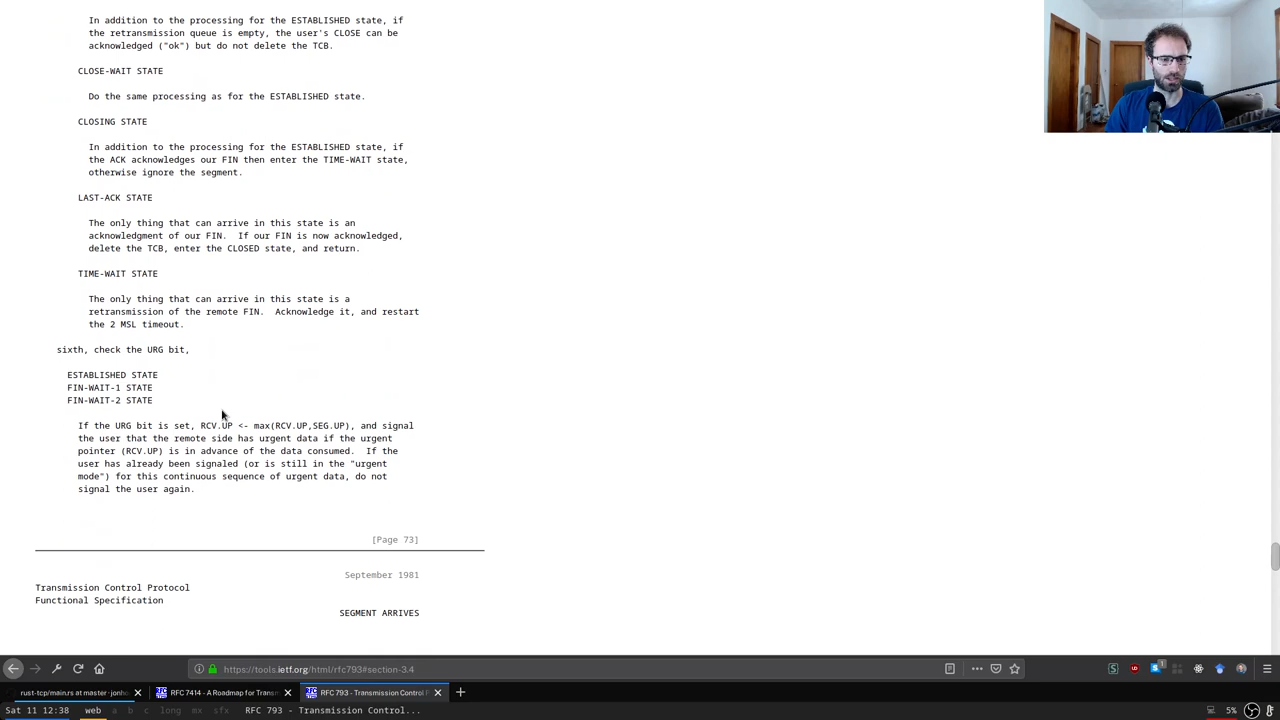 In addition to the processing for the ESTABLISHED state, if
the retransmission queue is empty, the user's CLOSE can be
acknowledged ("ok") but do not delete the TCB.
CLOSE-WAIT STATE
Do the same processing as for the ESTABLISHED state.
CLOSING STATE
In addition to the processing for the ESTABLISHED state, if
the ACK acknowledges our FIN then enter the TIME-WAIT state,
otherwise ignore the segment.
LAST-ACK STATE
The only thing that can arrive in this state is an
acknowledgment of our FIN.  If our FIN is now acknowledged,
delete the TCB, enter the CLOSED state, and return.
TIME-WAIT STATE
The only thing that can arrive in this state is a
retransmission of the remote FIN.  Acknowledge it, and restart
the 2 MSL timeout.
sixth, check the URG bit,
ESTABLISHED STATE
FIN-WAIT-1 STATE
FIN-WAIT-2 STATE
If the URG bit is set, RCV.UP <- max(RCV.UP,SEG.UP), and signal
the user that the remote side has urgent data if the urgent
pointer (RCV.UP) is in advance of the data consumed.  If the
user has already been signaled (or is still in the "urgent
mode") for this continuous sequence of urgent data, do not
signal the user again.
[Page 73]
September 1981
Transmission Control Protocol
Functional Specification
SEGMENT ARRIVES
https://tools.ietf.org/html/rfc793#section-3.4
rust-tcp/main.rs at master · jonho
RFC 7414 - A Roadmap for Transm
RFC 793 - Transmission Control P
Sat 11 12:38 web a b c long mx sfx RFC 793 - Transmission Control... 5%